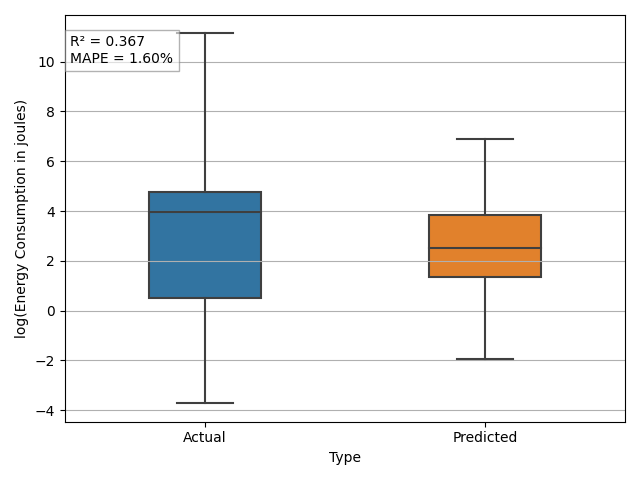 R² = 0.367
MAPE = 1.60%
log(Energy Consumption in joules)
10
8
6
4
2
0
−2
−4
Actual
Predicted
Type